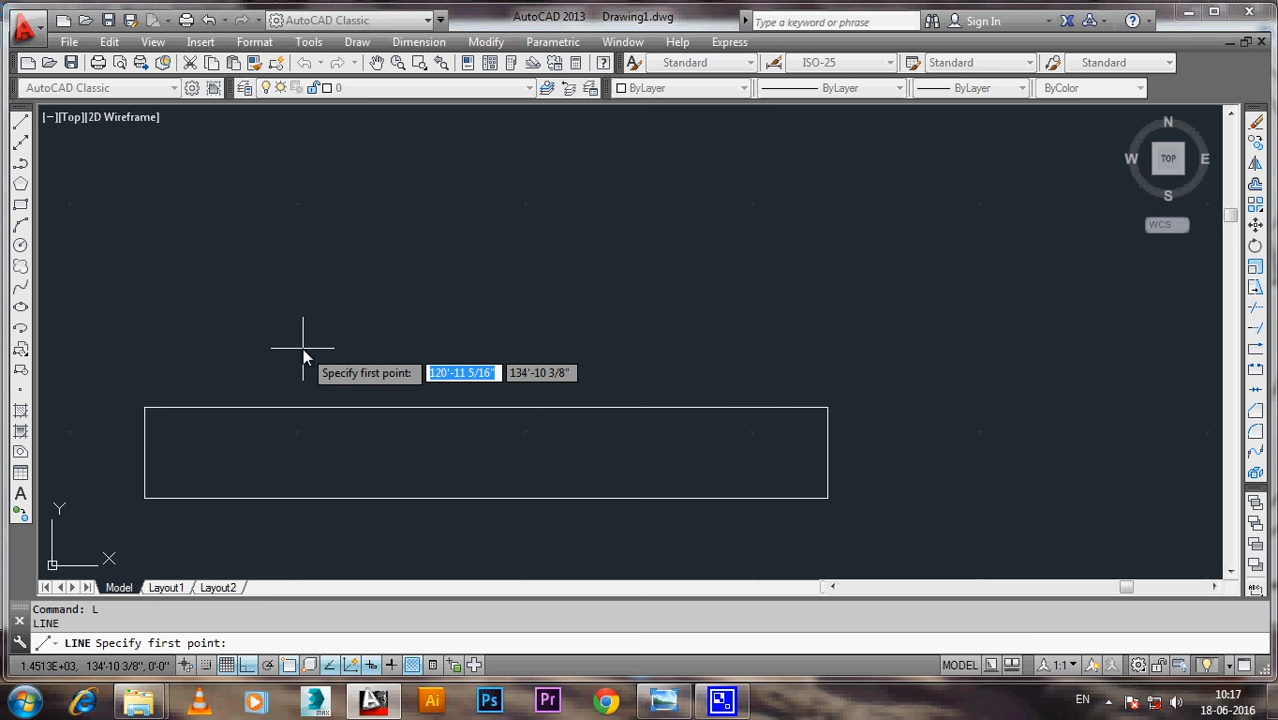 AutoCAD Classic
AutoCAD 2013 Drawing1.dwg
Type a keyword or phrase
Sign In
File Edit View Insert Format Tools Draw Dimension Modify Parametric Window Help Express
Standard ISO-25 Standard Standard
AutoCAD Classic 0 ByLayer ByLayer ByLayer ByColor
[−][Top][2D Wireframe]
N
W TOP E
S
WCS
Specify first point: 120'-11 5/16" 134'-10 3/8"
Y
X
Model Layout1 Layout2
Command: L
LINE
LINE Specify first point:
1.4513E+03, 134'-10 3/8", 0'-0" MODEL 1:1
Ai Ps Pr EN 10:17
18-06-2016